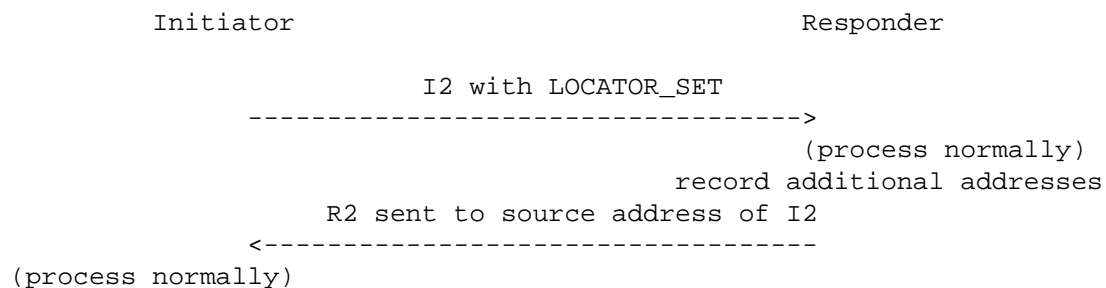 Initiator                                Responder
I2 with LOCATOR_SET
----------------------------------->
(process normally)
record additional addresses
R2 sent to source address of I2
<-----------------------------------
(process normally)